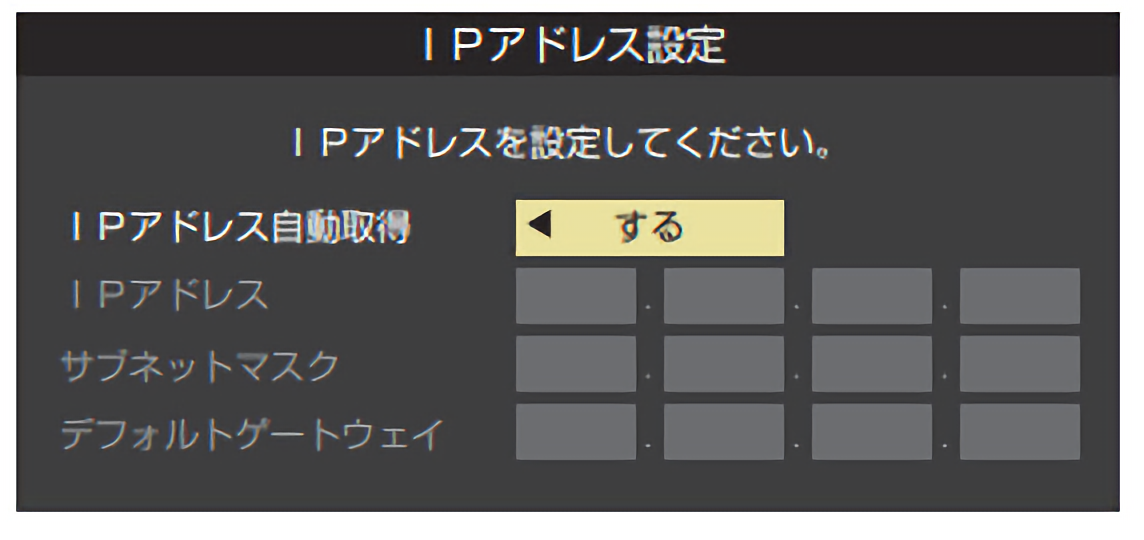 ＩＰアドレス設定
ＩＰアドレスを設定してください。
ＩＰアドレス自動取得 ◀ する
ＩＰアドレス . . .
サブネットマスク . . .
デフォルトゲートウェイ . . .